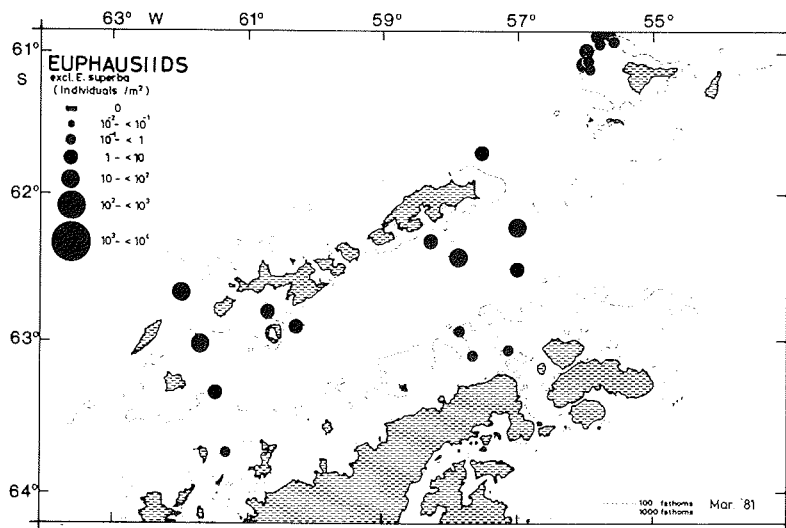 63° W 61° 59° 57° 55°
61°
S
EUPHAUSIIDS
excl. E. superba
(Individuals /m²)
0
10⁻² - <10⁻¹
10⁻¹ - <1
1 - <10
10 - <10²
10² - <10³
10³ - <10⁴
62°
63°
64°
100 fathoms
1000 fathoms
Mar. '81